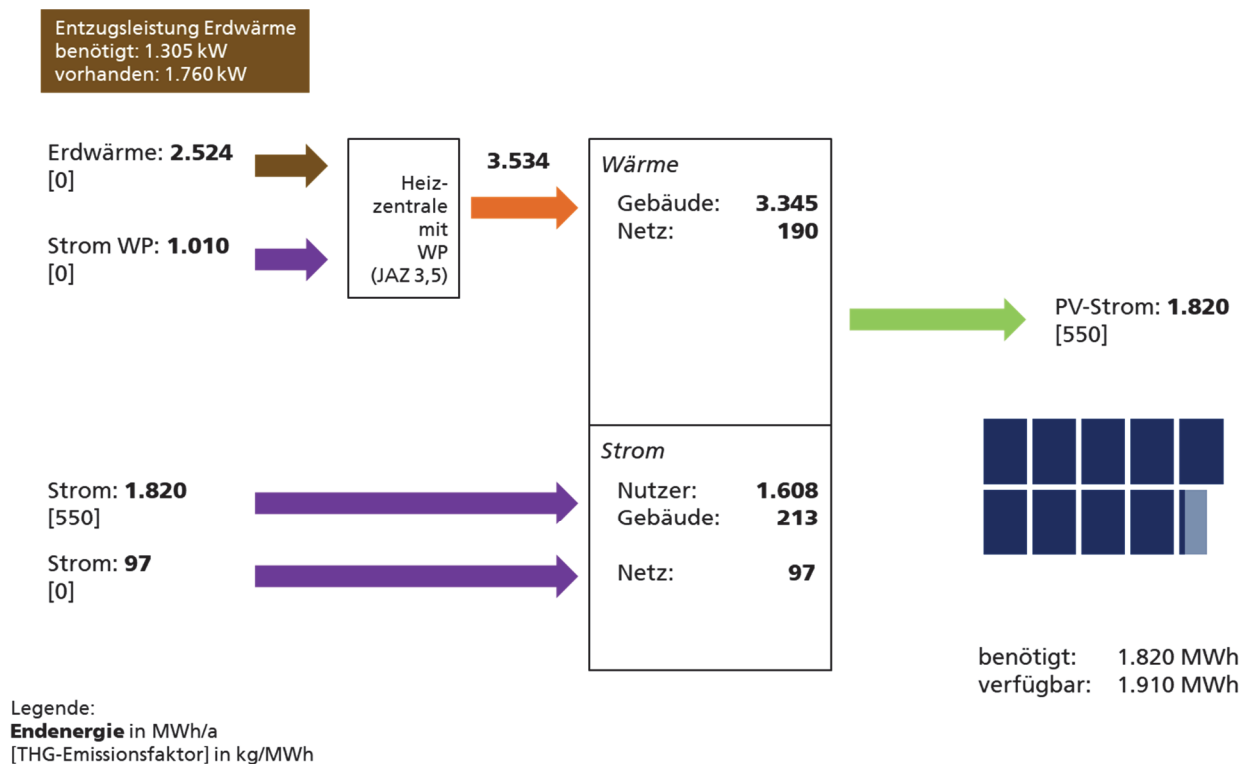 Entzugsleistung Erdwärme
benötigt: 1.305 kW
vorhanden: 1.760 kW
Erdwärme: 2.524
[0]
Strom WP: 1.010
[0]
Heiz-
zentrale
mit
WP
(JAZ 3,5)
3.534
Wärme
Gebäude: 3.345
Netz: 190
PV-Strom: 1.820
[550]
Strom: 1.820
[550]
Strom: 97
[0]
Strom
Nutzer: 1.608
Gebäude: 213
Netz: 97
benötigt: 1.820 MWh
verfügbar: 1.910 MWh
Legende:
Endenergie in MWh/a
[THG-Emissionsfaktor] in kg/MWh